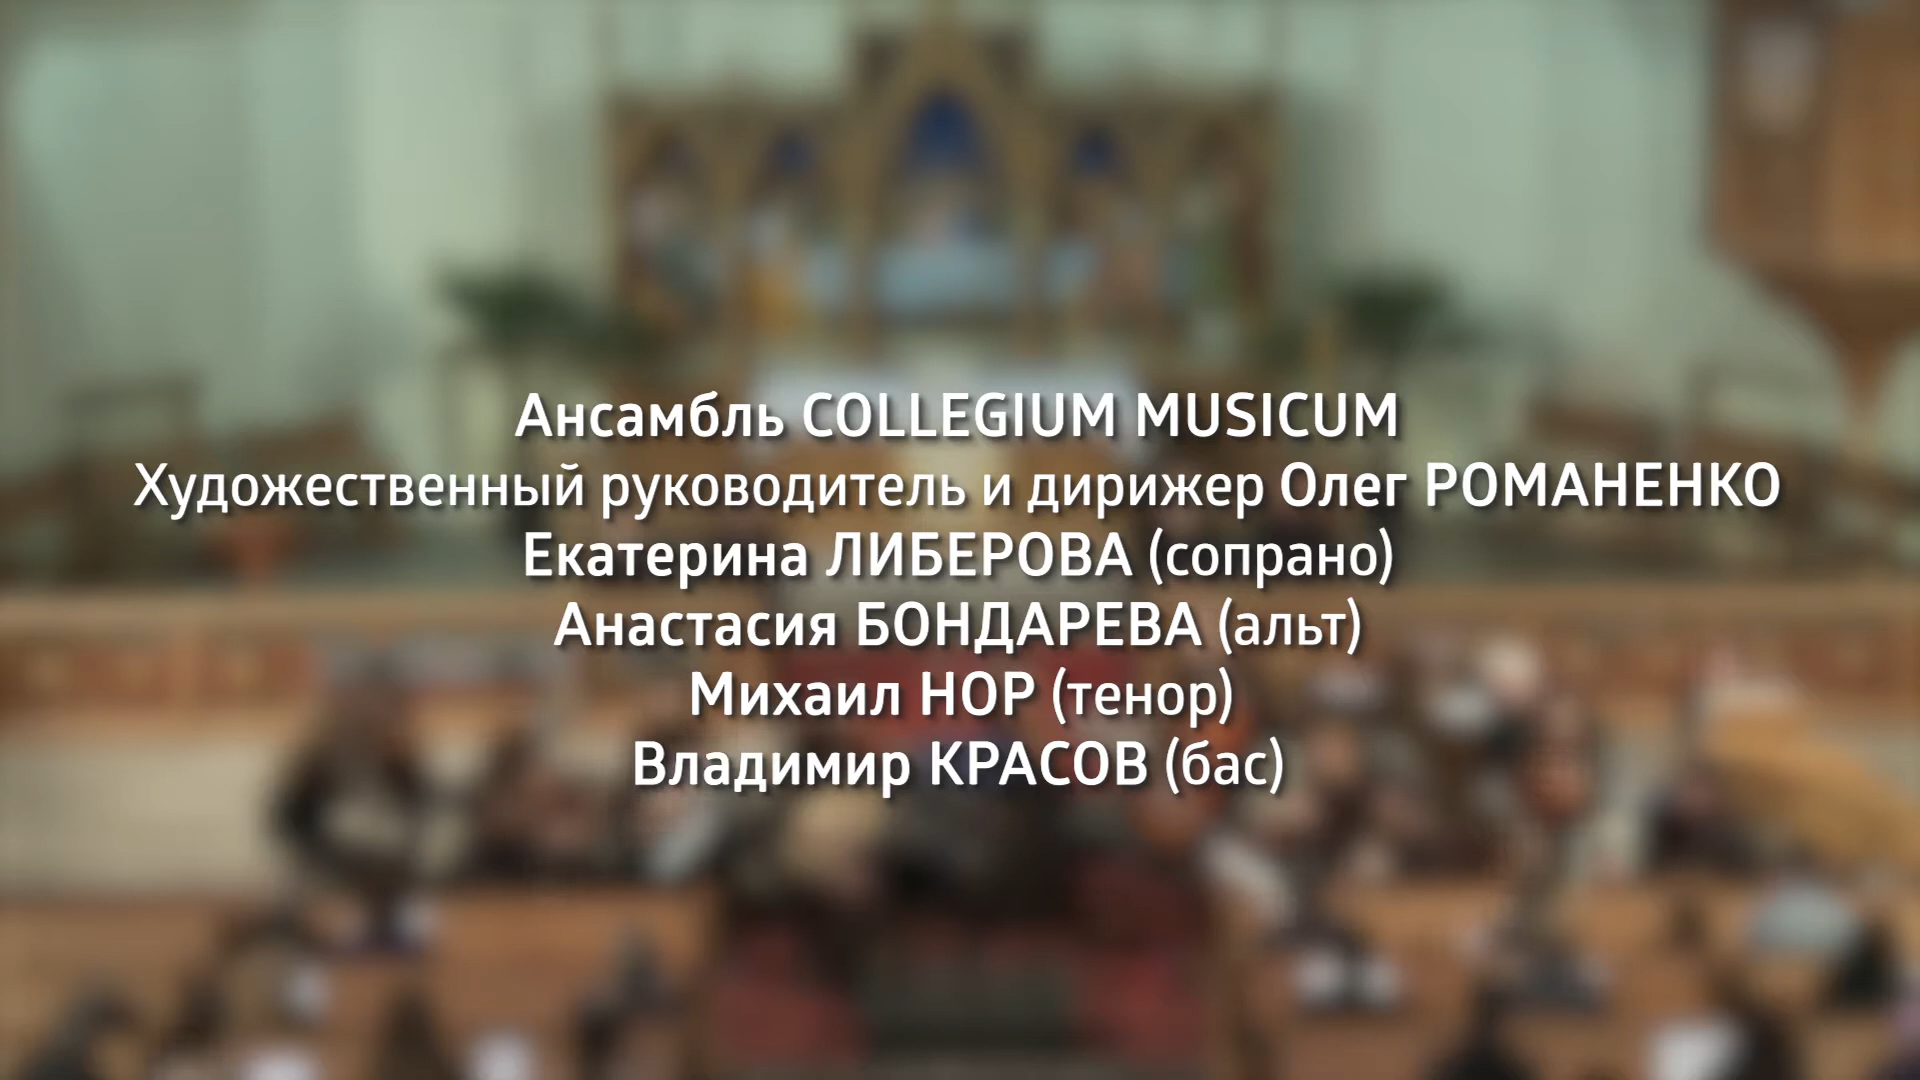 Ансамбль COLLEGIUM MUSICUM
Художественный руководитель и дирижер Олег РОМАНЕНКО
Екатерина ЛИБЕРОВА (сопрано)
Анастасия БОНДАРЕВА (альт)
Михаил НОР (тенор)
Владимир КРАСОВ (бас)